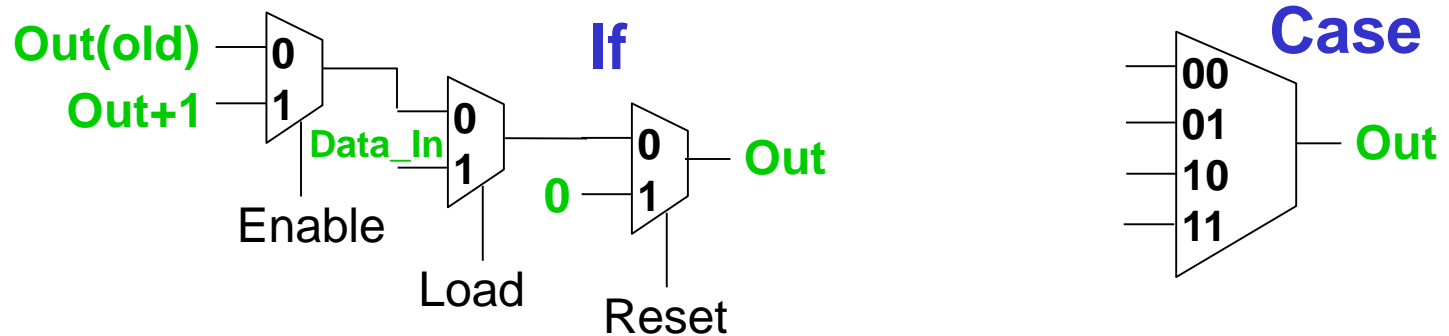 If
Out(old)
0
Out+1
1
Enable
Data_In
0
1
Load
0
0
1
Reset
Out
Case
00
01
10
11
Out